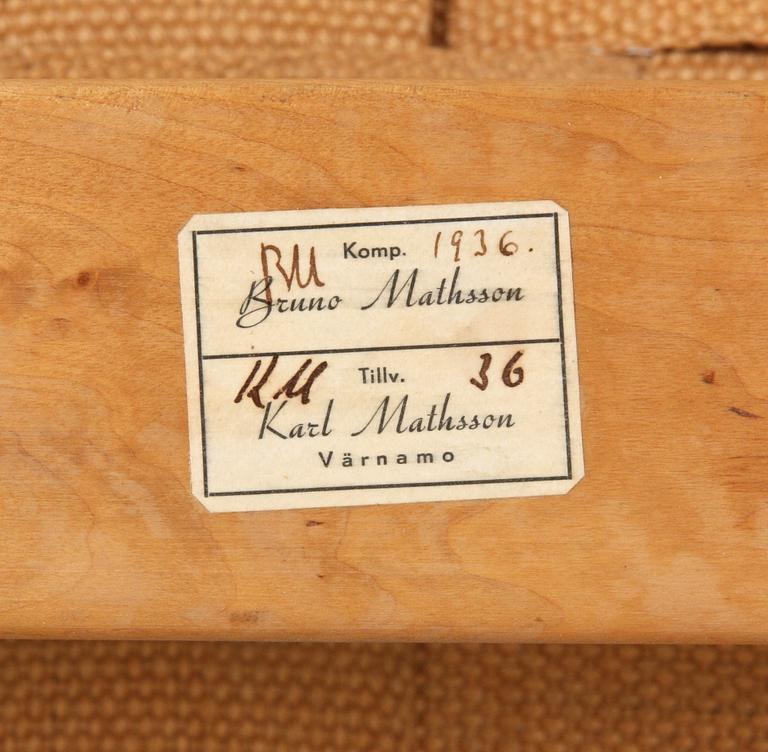 BM Komp. 1936.
Bruno Mathsson
KM Tillv. 36
Karl Mathsson
Värnamo